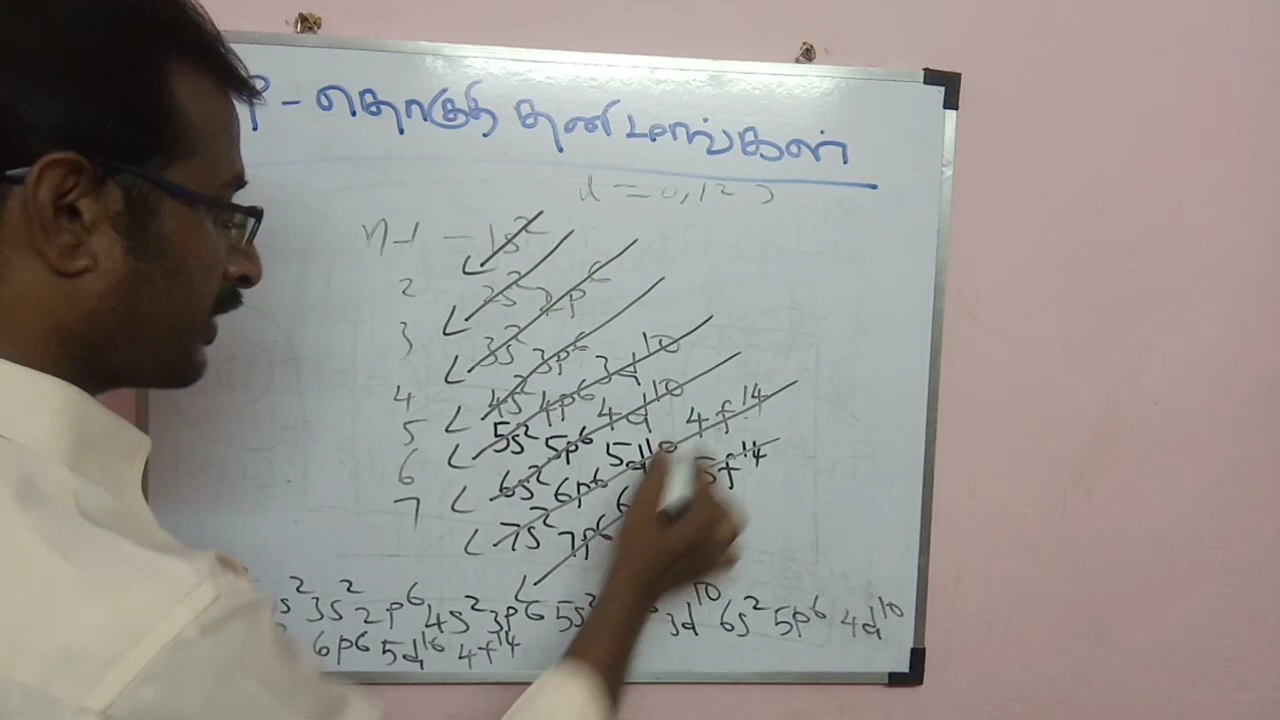 P - தொகுதி தனிமங்கள்
l = 0, 1 2 3
n - 1 - 1s²
2 2s² 2p⁶
3 3s² 3p⁶ 3d¹⁰
4 4s² 4p⁶ 4d¹⁰ 4f¹⁴
5 5s² 5p⁶ 5d¹⁰ 5f¹⁴
6 6s² 6p⁶ 6
7 7s² 7p⁶
s² 3s² 2p⁶ 4s² 3p⁶ 5s² 3d¹⁰ 6s² 5p⁶ 4d¹⁰
6p⁶ 5d¹⁰ 4f¹⁴